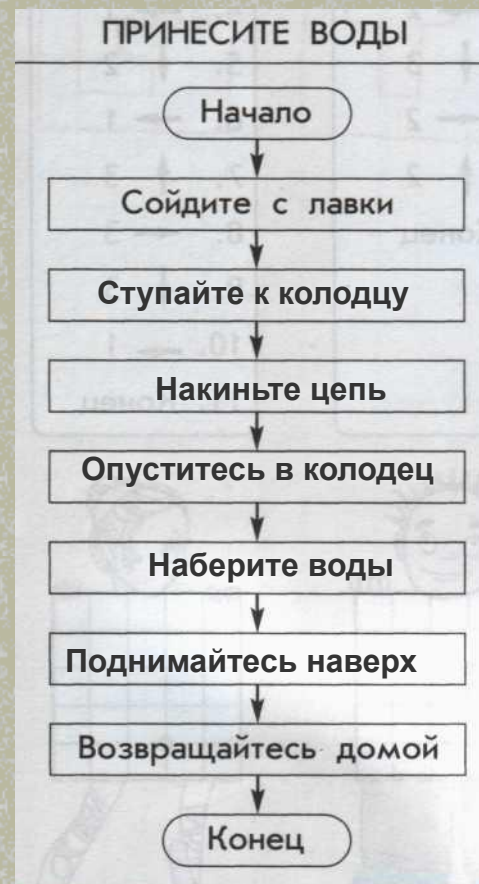 ПРИНЕСИТЕ ВОДЫ
Начало
Сойдите с лавки
Ступайте к колодцу
Накиньте цепь
Опуститесь в колодец
Наберите воды
Поднимайтесь наверх
Возвращайтесь домой
Конец